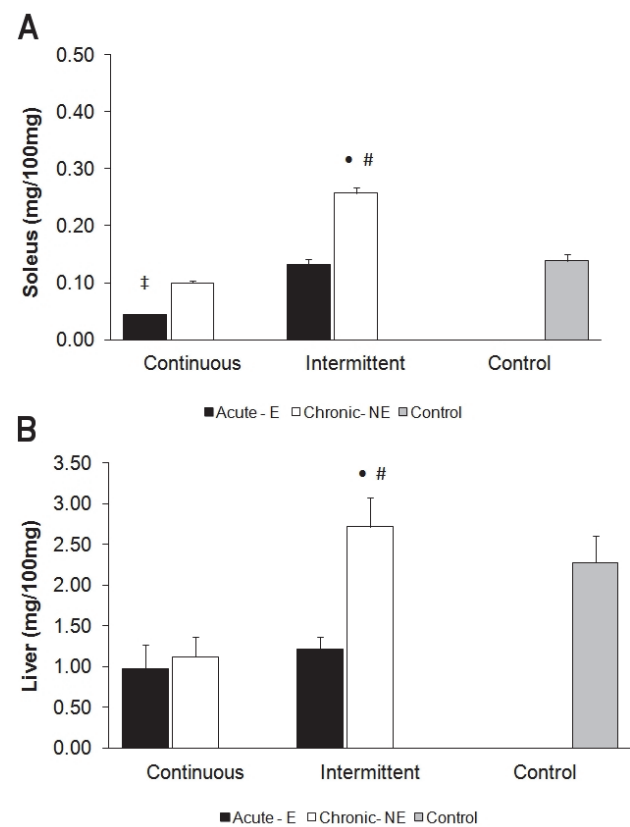 A
0.50
0.40
0.30
0.20
0.10
0.00
Soleus (mg/100mg)
‡
• #
Continuous Intermittent Control
Acute - E Chronic- NE Control
B
3.50
3.00
2.50
2.00
1.50
1.00
0.50
0.00
Liver (mg/100mg)
• #
Continuous Intermittent Control
Acute - E Chronic- NE Control